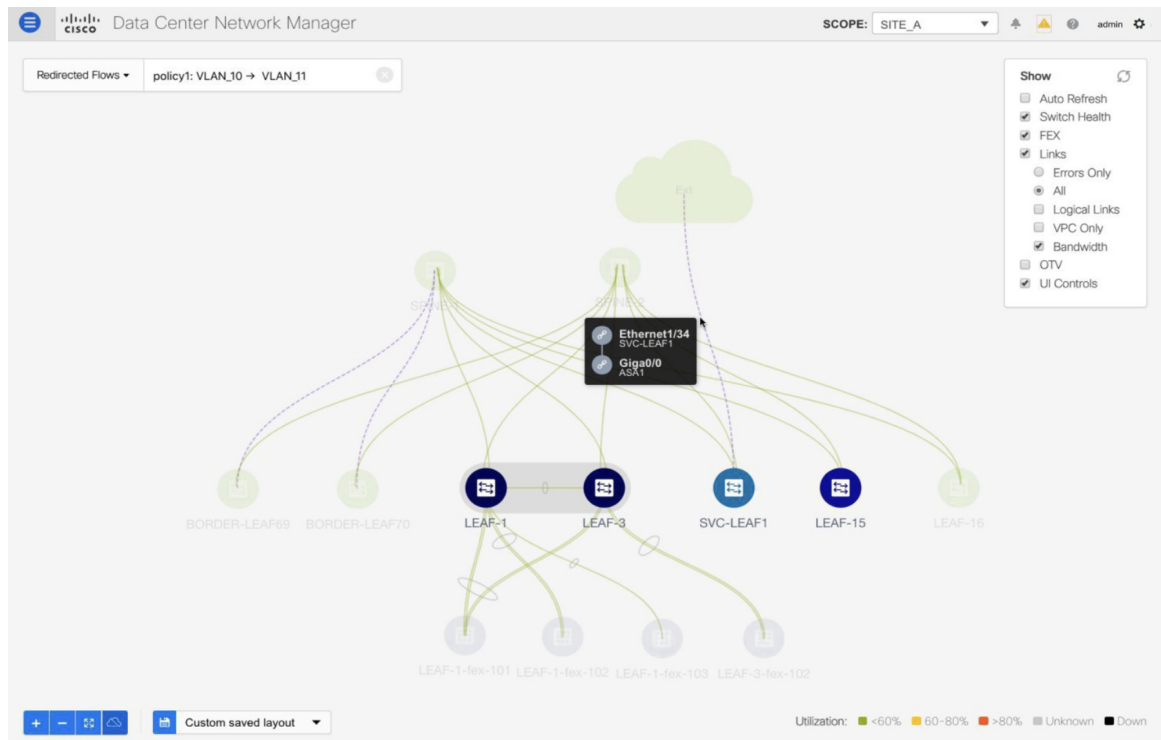 CISCO Data Center Network Manager
SCOPE: SITE_A admin
Redirected Flows policy1: VLAN_10 → VLAN_11
Show
Auto Refresh
Switch Health
FEX
Links
Errors Only
All
Logical Links
VPC Only
Bandwidth
OTV
UI Controls
Ext
SPINE-2
Ethernet1/34
SVC-LEAF1
Giga0/0
ASA1
BORDER-LEAF69 BORDER-LEAF70 LEAF-1 LEAF-3 SVC-LEAF1 LEAF-15 LEAF-16
LEAF-1-fex-101 LEAF-1-fex-102 LEAF-1-fex-103 LEAF-3-fex-102
Custom saved layout
Utilization: <60% 60-80% >80% Unknown Down